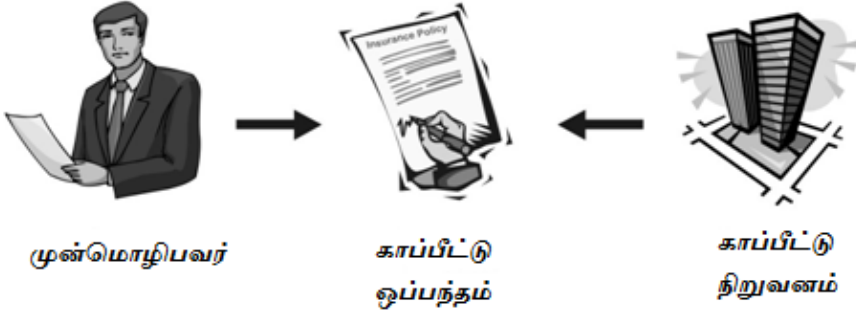 Insurance Policy
முன்மொழிபவர்
காப்பீட்டு
ஒப்பந்தம்
காப்பீட்டு
நிறுவனம்